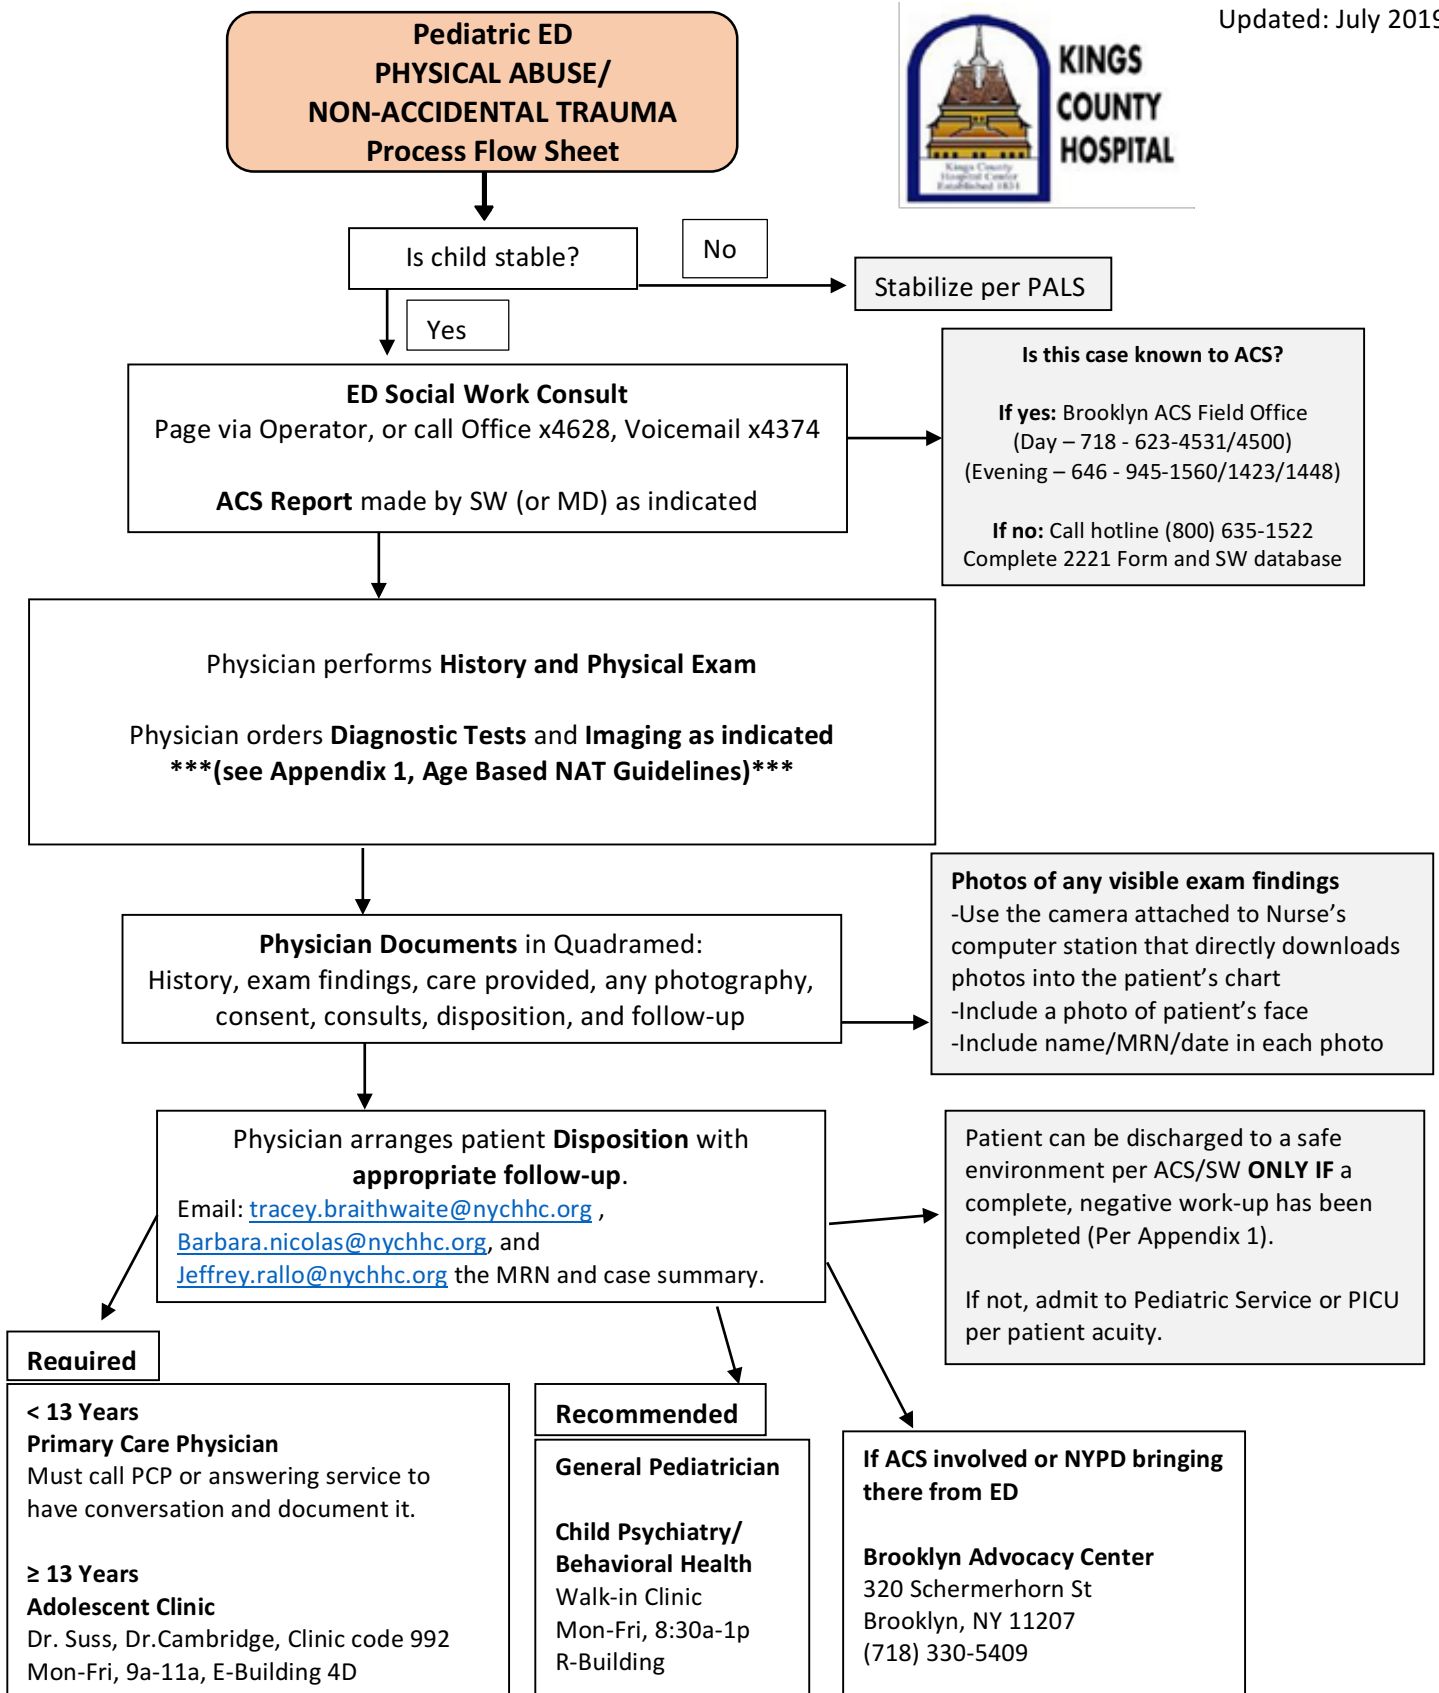 Updated: July 2019
Pediatric ED
PHYSICAL ABUSE/
NON-ACCIDENTAL TRAUMA
Process Flow Sheet
KINGS
COUNTY
HOSPITAL
Kings County
Hospital Center
Established 1831
Is child stable?
No
Stabilize per PALS
Yes
ED Social Work Consult
Page via Operator, or call Office x4628, Voicemail x4374
ACS Report made by SW (or MD) as indicated
Is this case known to ACS?
If yes: Brooklyn ACS Field Office
(Day – 718 - 623-4531/4500)
(Evening – 646 - 945-1560/1423/1448)
If no: Call hotline (800) 635-1522
Complete 2221 Form and SW database
Physician performs History and Physical Exam
Physician orders Diagnostic Tests and Imaging as indicated
***(see Appendix 1, Age Based NAT Guidelines)***
Physician Documents in Quadramed:
History, exam findings, care provided, any photography,
consent, consults, disposition, and follow-up
Photos of any visible exam findings
-Use the camera attached to Nurse’s
computer station that directly downloads
photos into the patient’s chart
-Include a photo of patient’s face
-Include name/MRN/date in each photo
Physician arranges patient Disposition with
appropriate follow-up.
Email: tracey.braithwaite@nychhc.org ,
Barbara.nicolas@nychhc.org, and
Jeffrey.rallo@nychhc.org the MRN and case summary.
Patient can be discharged to a safe
environment per ACS/SW ONLY IF a
complete, negative work-up has been
completed (Per Appendix 1).
If not, admit to Pediatric Service or PICU
per patient acuity.
Required
< 13 Years
Primary Care Physician
Must call PCP or answering service to
have conversation and document it.
≥ 13 Years
Adolescent Clinic
Dr. Suss, Dr.Cambridge, Clinic code 992
Mon-Fri, 9a-11a, E-Building 4D
Recommended
General Pediatrician
Child Psychiatry/
Behavioral Health
Walk-in Clinic
Mon-Fri, 8:30a-1p
R-Building
If ACS involved or NYPD bringing
there from ED
Brooklyn Advocacy Center
320 Schermerhorn St
Brooklyn, NY 11207
(718) 330-5409